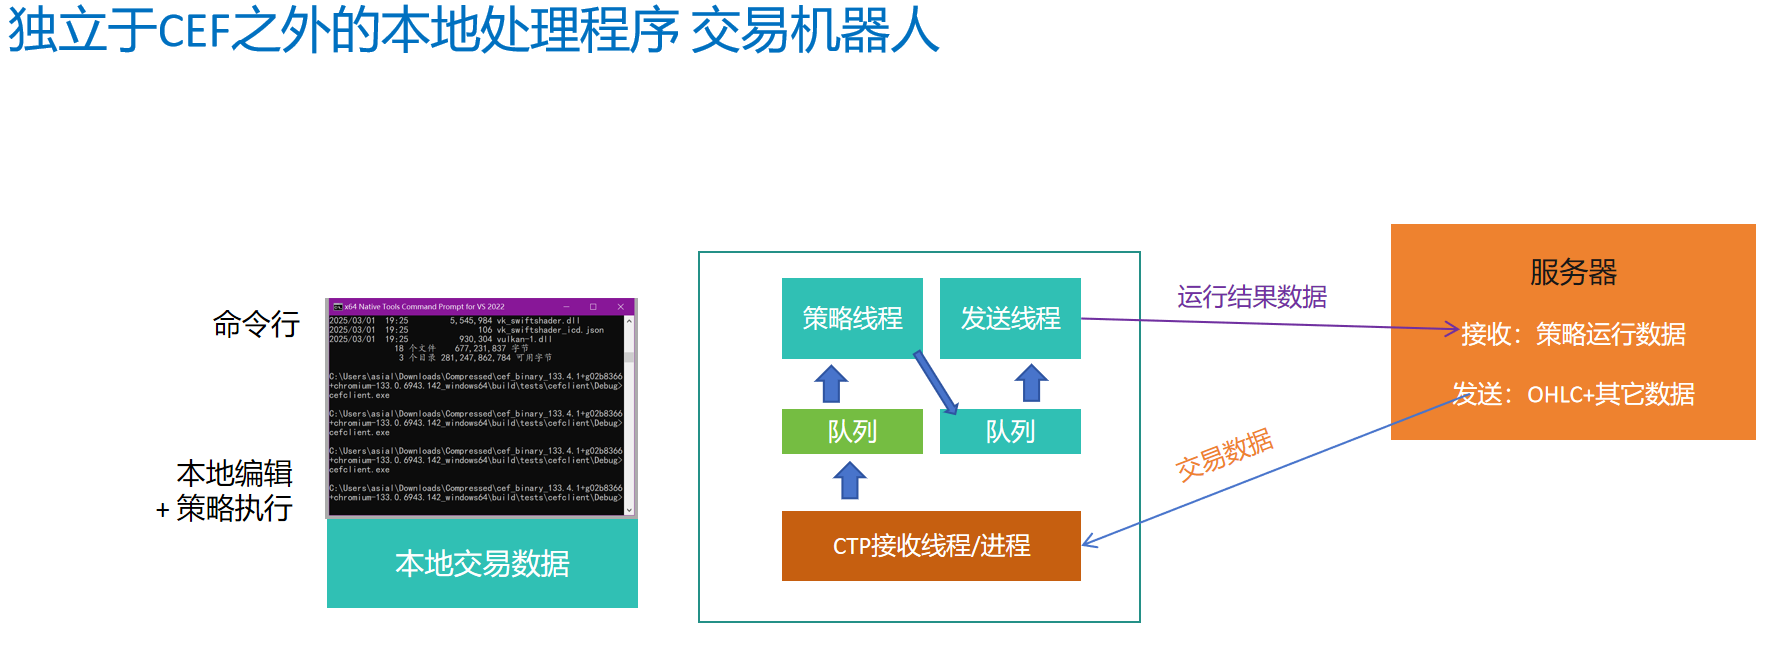 独立于CEF之外的本地处理程序 交易机器人
命令行
本地编辑
+ 策略执行
x64 Native Tools Command Prompt for VS 2022
2025/03/01  19:25         5,545,984 vk_swiftshader.dll
2025/03/01  19:25               106 vk_swiftshader_icd.json
2025/03/01  19:25           930,304 vulkan-1.dll
18 个文件    677,231,837 字节
3 个目录 281,247,862,784 可用字节
C:\Users\asial\Downloads\Compressed\cef_binary_133.4.1+g02b8366
+chromium-133.0.6943.142_windows64\build\tests\cefclient\Debug>
cefclient.exe
C:\Users\asial\Downloads\Compressed\cef_binary_133.4.1+g02b8366
+chromium-133.0.6943.142_windows64\build\tests\cefclient\Debug>
cefclient.exe
C:\Users\asial\Downloads\Compressed\cef_binary_133.4.1+g02b8366
+chromium-133.0.6943.142_windows64\build\tests\cefclient\Debug>
cefclient.exe
C:\Users\asial\Downloads\Compressed\cef_binary_133.4.1+g02b8366
+chromium-133.0.6943.142_windows64\build\tests\cefclient\Debug>
本地交易数据
策略线程
发送线程
队列
队列
CTP接收线程/进程
运行结果数据
交易数据
服务器
接收：策略运行数据
发送：OHLC+其它数据